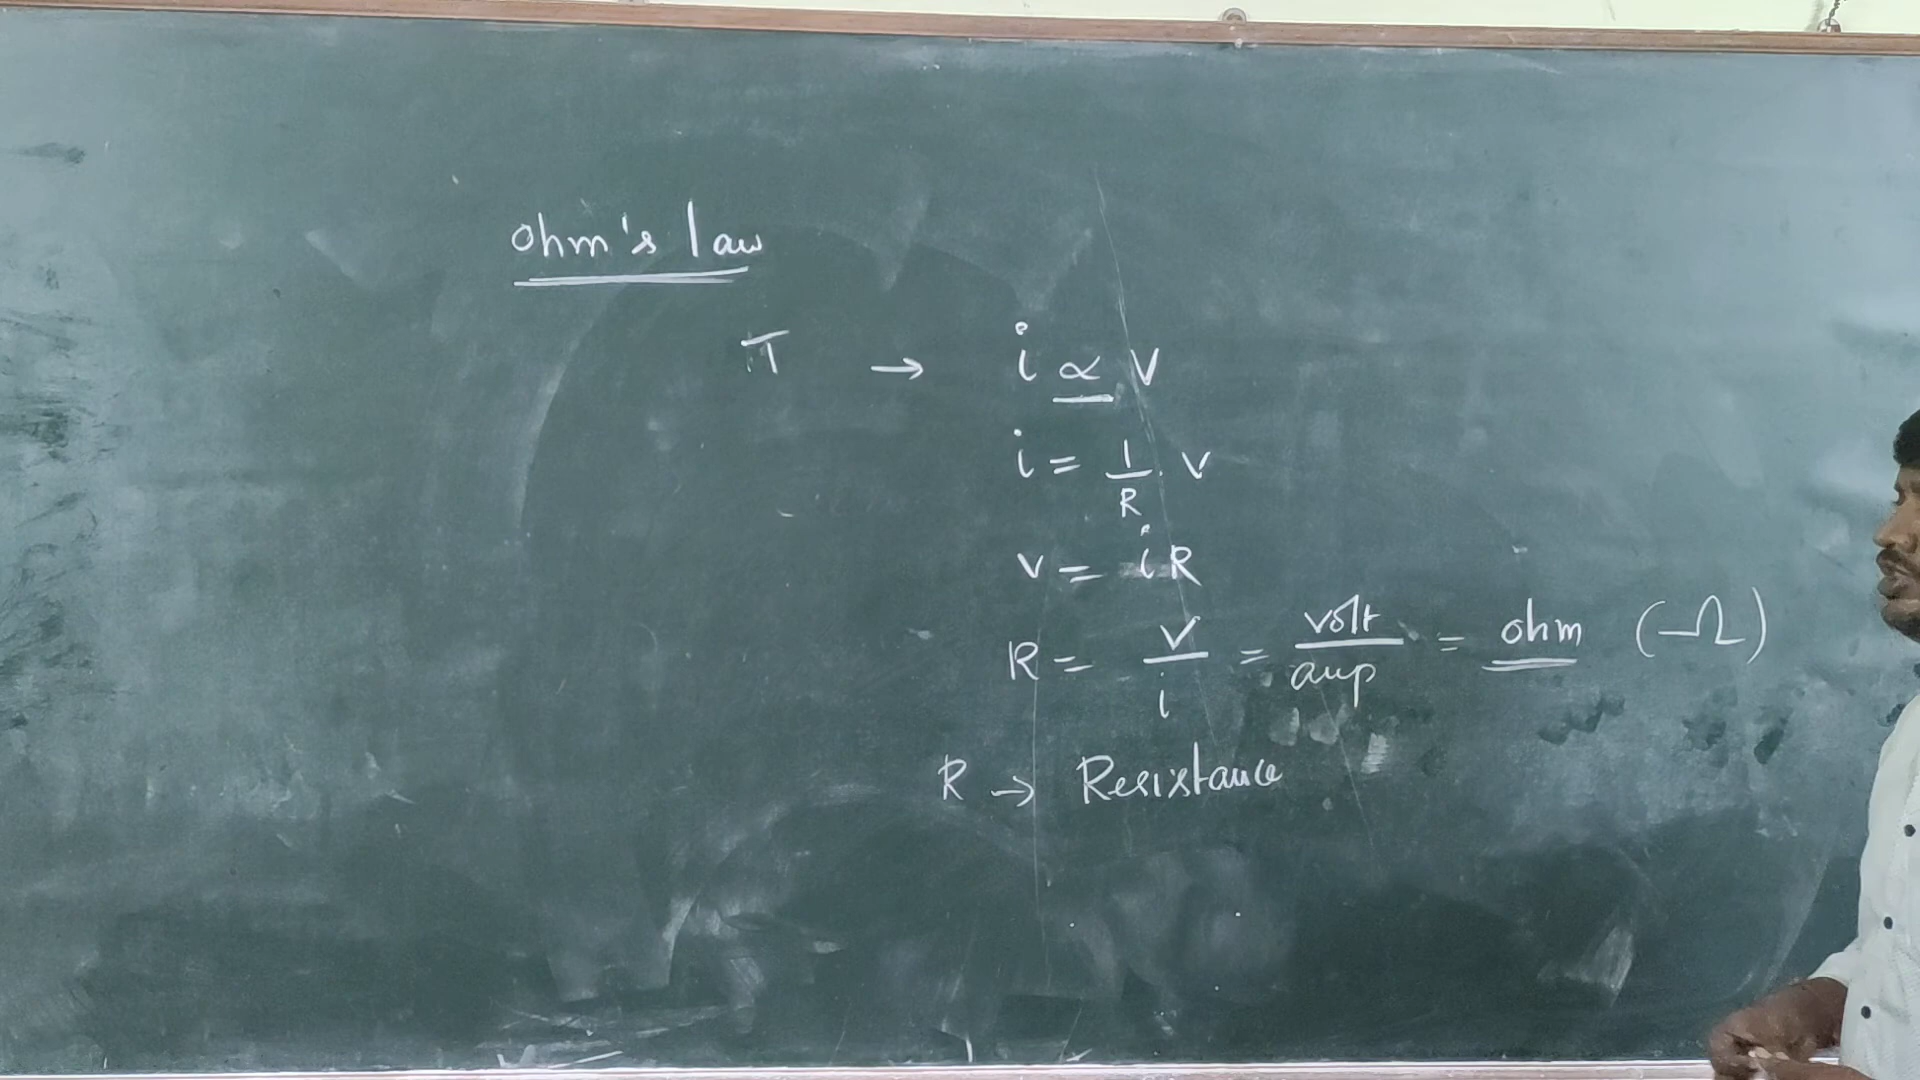 Ohm's law
T → i ∝ V
i = 1/R . V
V = iR
R = V/i = volt/amp = ohm (Ω)
R → Resistance